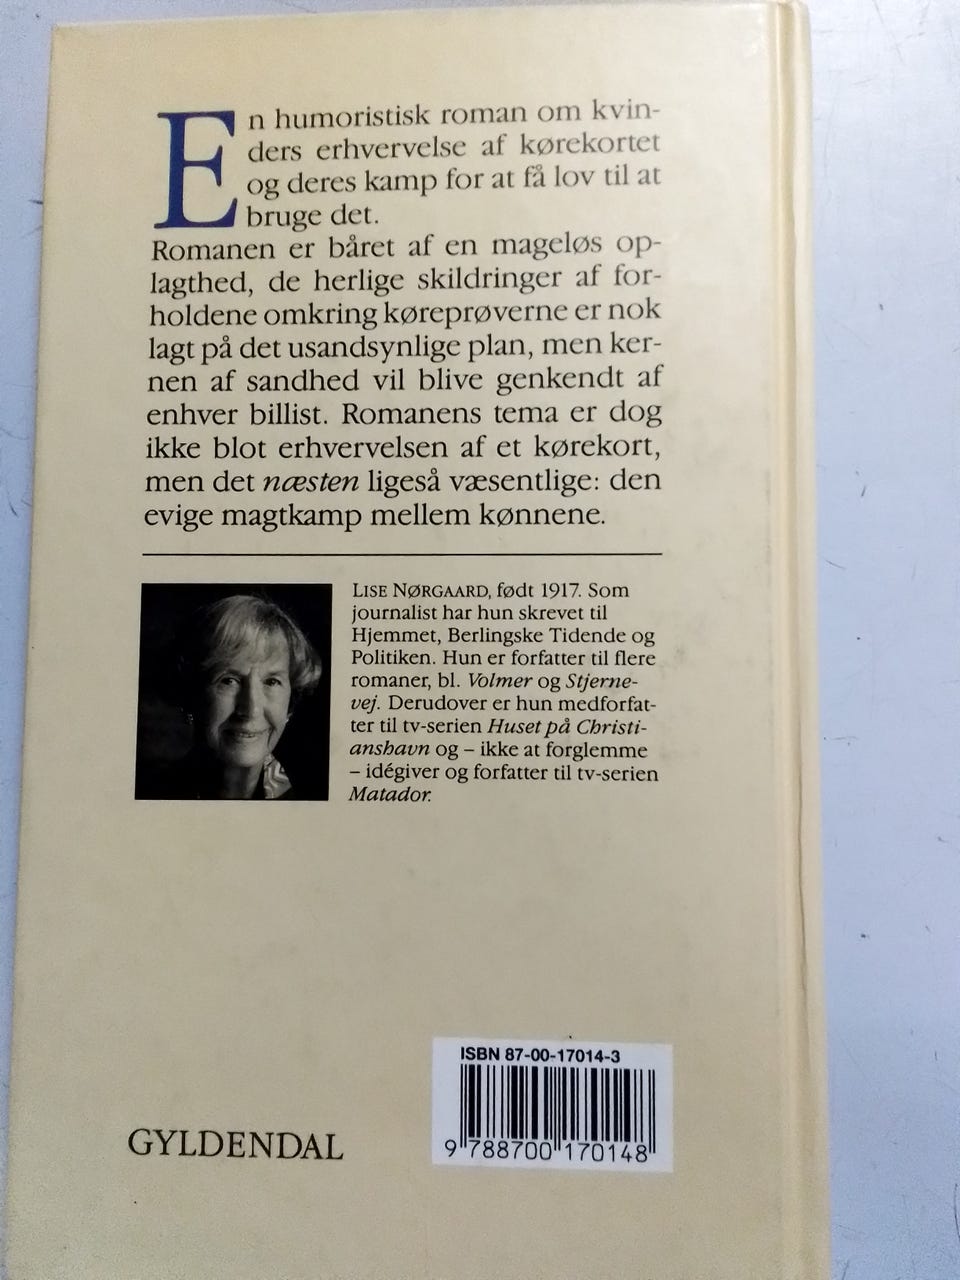 En humoristisk roman om kvin-
ders erhvervelse af kørekortet
og deres kamp for at få lov til at
bruge det.
Romanen er båret af en mageløs op-
lagthed, de herlige skildringer af for-
holdene omkring køreprøverne er nok
lagt på det usandsynlige plan, men ker-
nen af sandhed vil blive genkendt af
enhver billist. Romanens tema er dog
ikke blot erhvervelsen af et kørekort,
men det næsten ligeså væsentlige: den
evige magtkamp mellem kønnene.
LISE NØRGAARD, født 1917. Som
journalist har hun skrevet til
Hjemmet, Berlingske Tidende og
Politiken. Hun er forfatter til flere
romaner, bl. Volmer og Stjerne-
vej. Derudover er hun medforfat-
ter til tv-serien Huset på Christi-
anshavn og – ikke at forglemme
– idégiver og forfatter til tv-serien
Matador.
ISBN 87-00-17014-3
9 788700 170148
GYLDENDAL